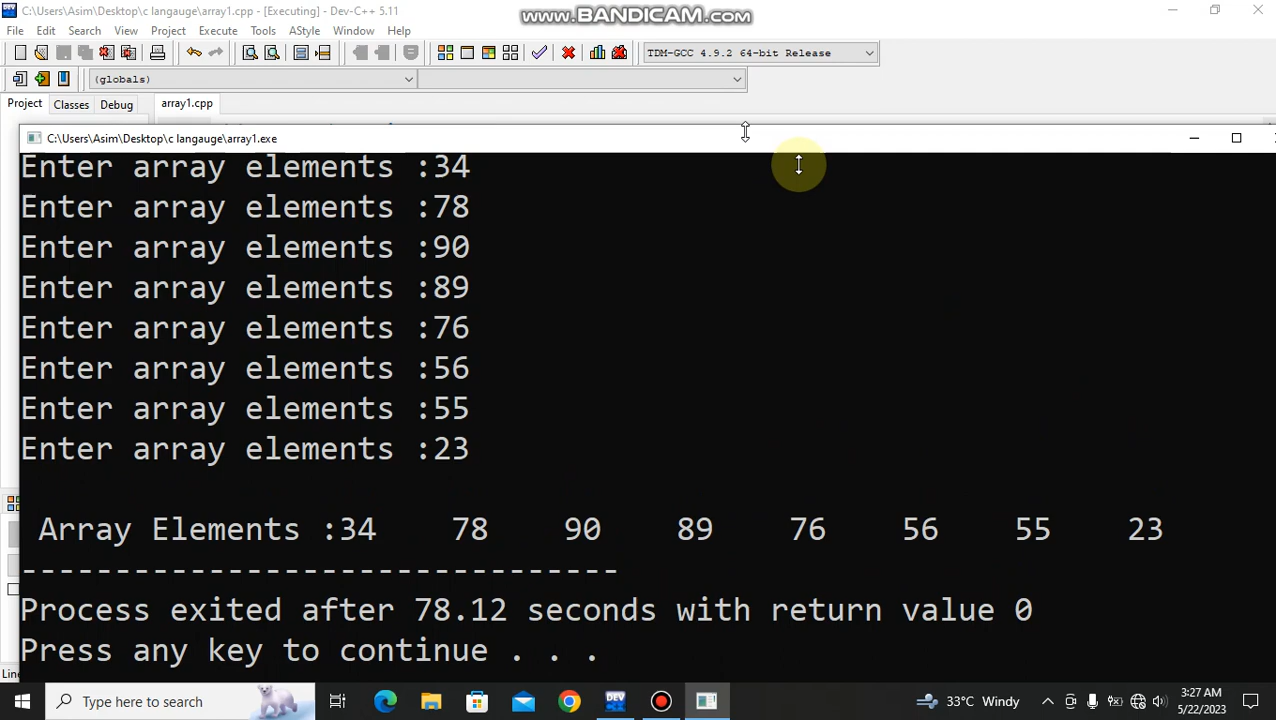 C:\Users\Asim\Desktop\c langauge\array1.cpp - [Executing] - Dev-C++ 5.11
www.BANDICAM.com
File Edit Search View Project Execute Tools AStyle Window Help
TDM-GCC 4.9.2 64-bit Release
(globals)
Project Classes Debug array1.cpp
C:\Users\Asim\Desktop\c langauge\array1.exe
Enter array elements :34
Enter array elements :78
Enter array elements :90
Enter array elements :89
Enter array elements :76
Enter array elements :56
Enter array elements :55
Enter array elements :23
Array Elements :34 78 90 89 76 56 55 23
--------------------------------
Process exited after 78.12 seconds with return value 0
Press any key to continue . . .
Line
Type here to search
DEV
33°C Windy
3:27 AM
5/22/2023